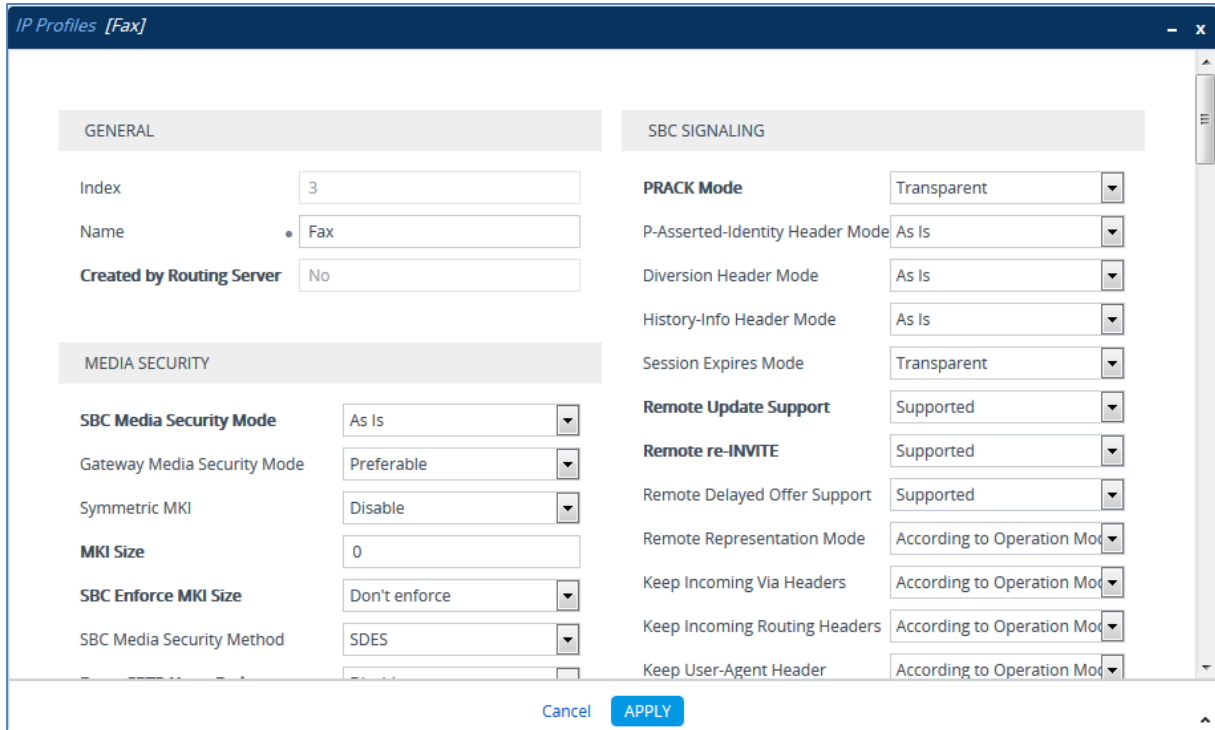 IP Profiles [Fax]
– x
GENERAL
Index 3
Name Fax
Created by Routing Server No
MEDIA SECURITY
SBC Media Security Mode As Is
Gateway Media Security Mode Preferable
Symmetric MKI Disable
MKI Size 0
SBC Enforce MKI Size Don't enforce
SBC Media Security Method SDES
SBC SIGNALING
PRACK Mode Transparent
P-Asserted-Identity Header Mode As Is
Diversion Header Mode As Is
History-Info Header Mode As Is
Session Expires Mode Transparent
Remote Update Support Supported
Remote re-INVITE Supported
Remote Delayed Offer Support Supported
Remote Representation Mode According to Operation Mod
Keep Incoming Via Headers According to Operation Mod
Keep Incoming Routing Headers According to Operation Mod
Keep User-Agent Header According to Operation Mod
Cancel APPLY